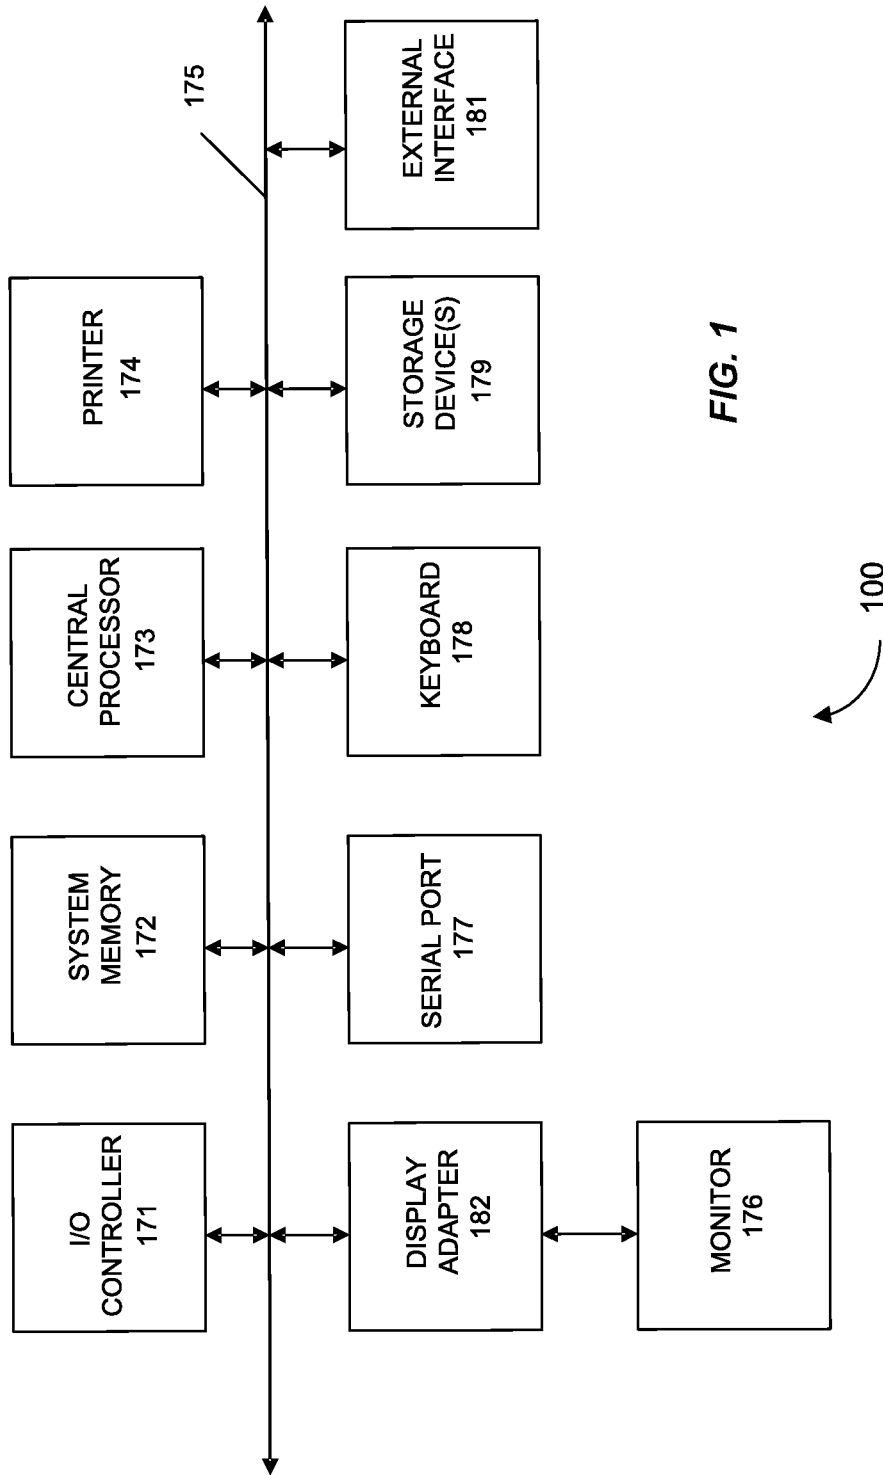 I/O
CONTROLLER
171
SYSTEM
MEMORY
172
CENTRAL
PROCESSOR
173
PRINTER
174
175
DISPLAY
ADAPTER
182
SERIAL PORT
177
KEYBOARD
178
STORAGE
DEVICE(S)
179
EXTERNAL
INTERFACE
181
MONITOR
176
FIG. 1
100